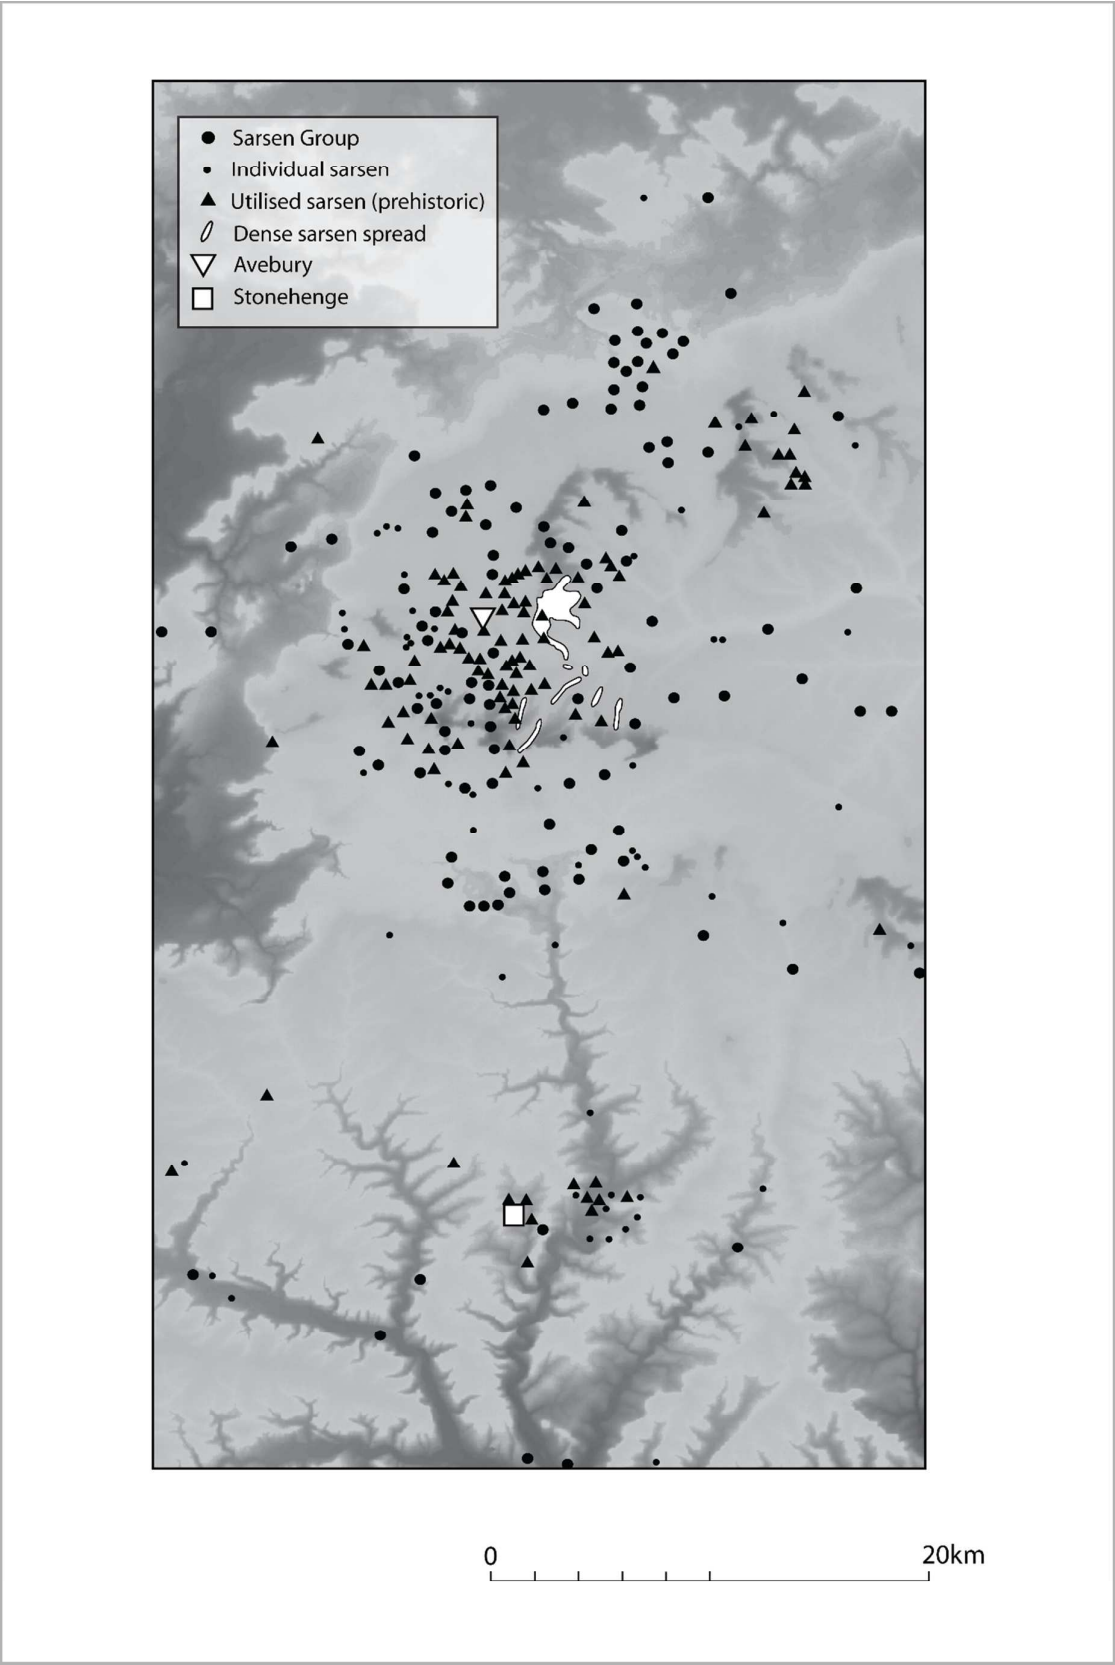 Sarsen Group
Individual sarsen
Utilised sarsen (prehistoric)
Dense sarsen spread
Avebury
Stonehenge
0 20km